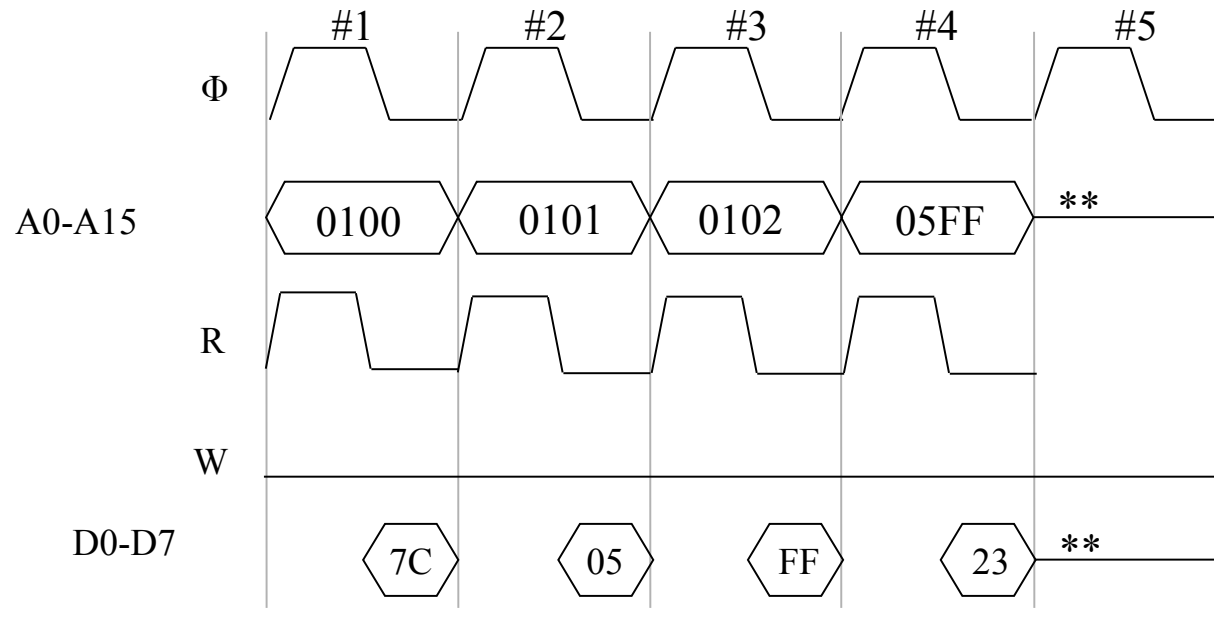 #1 #2 #3 #4 #5
Φ
A0-A15 0100 0101 0102 05FF **
R
W
D0-D7 7C 05 FF 23 **